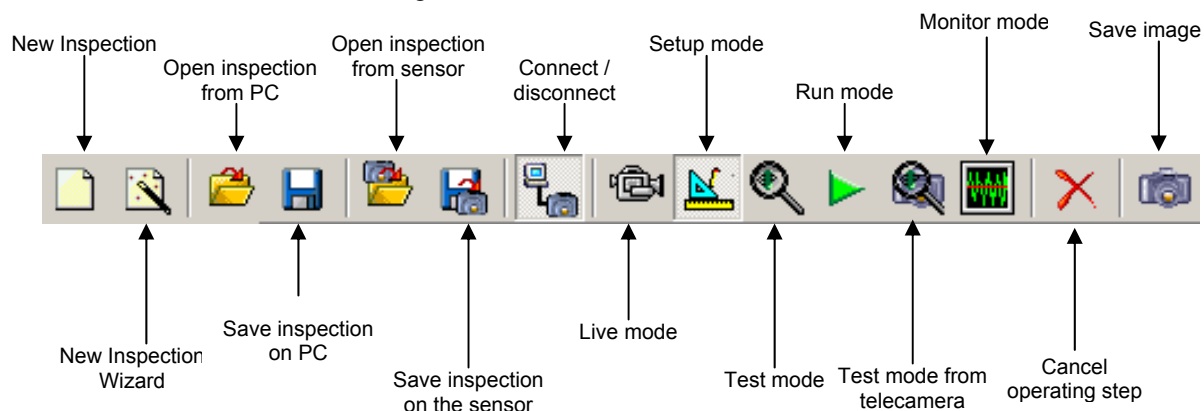 New Inspection
Open inspection
from PC
Open inspection
from sensor
Connect /
disconnect
Setup mode
Run mode
Monitor mode
Save image
New Inspection
Wizard
Save inspection
on PC
Save inspection
on the sensor
Live mode
Test mode
Test mode from
telecamera
Cancel
operating step